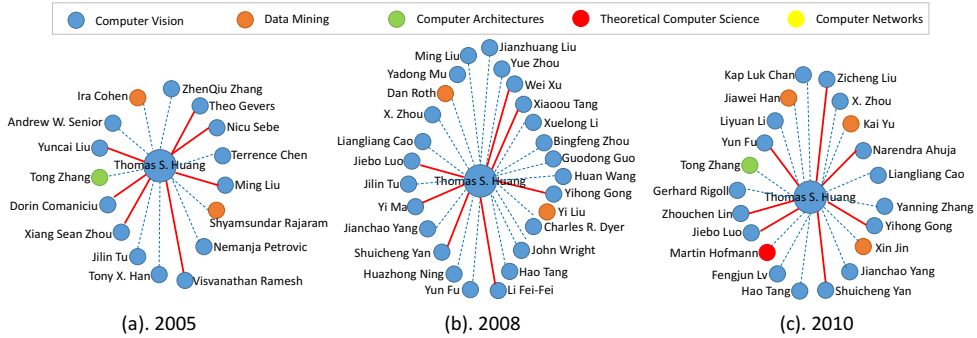 Computer Vision
Data Mining
Computer Architectures
Theoretical Computer Science
Computer Networks
ZhenQiu Zhang
Ira Cohen
Theo Gevers
Andrew W. Senior
Nicu Sebe
Yuncai Liu
Terrence Chen
Thomas S. Huang
Tong Zhang
Ming Liu
Dorin Comaniciu
Shyamsundar Rajaram
Xiang Sean Zhou
Nemanja Petrovic
Jilin Tu
Tony X. Han
Visvanathan Ramesh
(a). 2005
Jianzhuang Liu
Ming Liu
Yue Zhou
Yadong Mu
Wei Xu
Dan Roth
Xiaoou Tang
X. Zhou
Xuelong Li
Liangliang Cao
Bingfeng Zhou
Jiebo Luo
Guodong Guo
Thomas S. Huang
Huan Wang
Jilin Tu
Yihong Gong
Yi Ma
Yi Liu
Jianchao Yang
Charles R. Dyer
Shuicheng Yan
John Wright
Huazhong Ning
Hao Tang
Yun Fu
Li Fei-Fei
(b). 2008
Kap Luk Chan
Zicheng Liu
Jiawei Han
X. Zhou
Liyuan Li
Kai Yu
Yun Fu
Narendra Ahuja
Tong Zhang
Liangliang Cao
Gerhard Rigoll
Thomas S. Huang
Yanning Zhang
Zhouchen Lin
Yihong Gong
Jiebo Luo
Xin Jin
Martin Hofmann
Jianchao Yang
Fengjun Lv
Hao Tang
Shuicheng Yan
(c). 2010